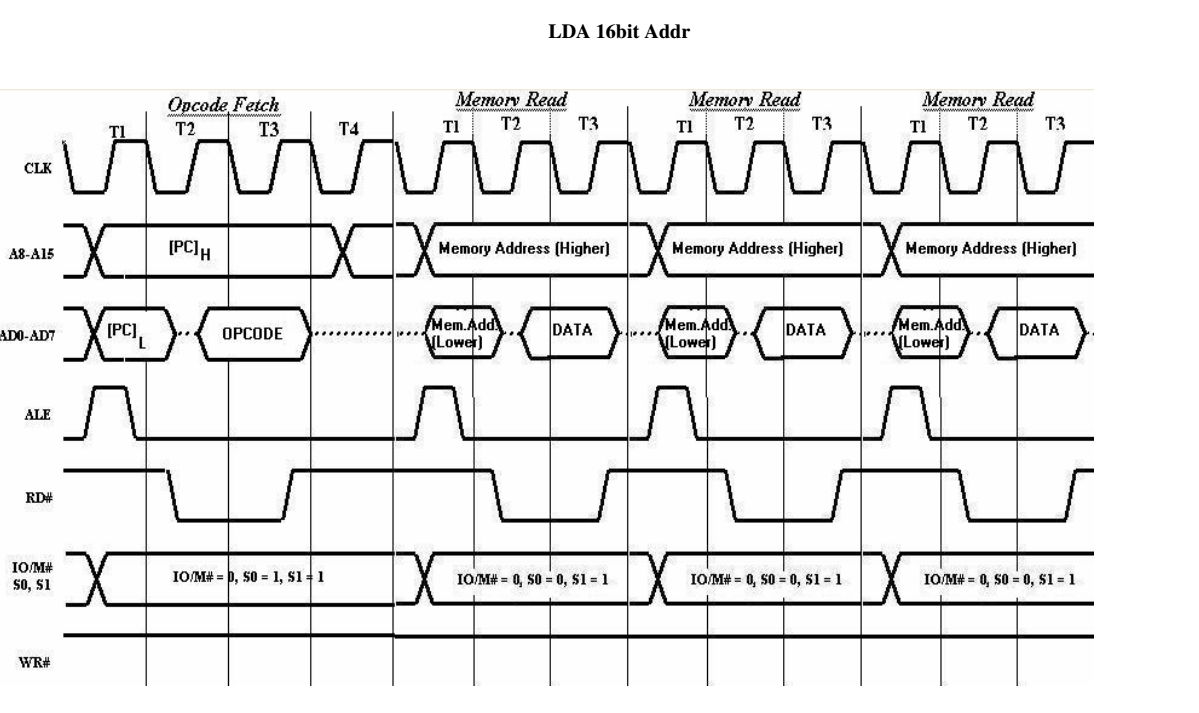 LDA 16bit Addr
Opcode Fetch Memory Read Memory Read Memory Read
T1 T2 T3 T4 T1 T2 T3 T1 T2 T3 T1 T2 T3
CLK
A8-A15 [PC]H Memory Address (Higher) Memory Address (Higher) Memory Address (Higher)
AD0-AD7 [PC]L OPCODE Mem.Add. DATA Mem.Add. DATA Mem.Add. DATA
(Lower) (Lower) (Lower)
ALE
RD#
IO/M#
S0, S1 IO/M# = 0, S0 = 1, S1 = 1 IO/M# = 0, S0 = 0, S1 = 1 IO/M# = 0, S0 = 0, S1 = 1 IO/M# = 0, S0 = 0, S1 = 1
WR#